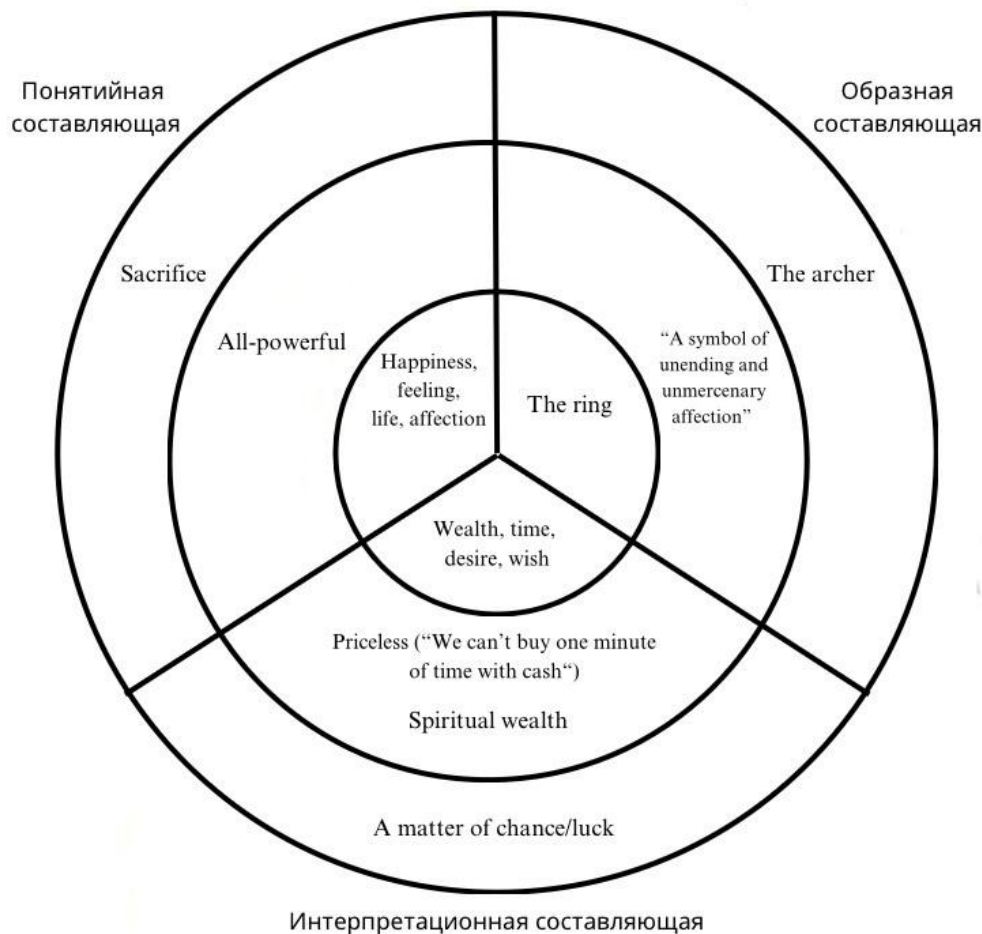 Понятийная
составляющая
Образная
составляющая
Sacrifice
The archer
All-powerful
“A symbol of
unending and
unmercenary
affection”
Happiness,
feeling,
life, affection
The ring
Wealth, time,
desire, wish
Priceless (“We can’t buy one minute
of time with cash“)
Spiritual wealth
A matter of chance/luck
Интерпретационная составляющая